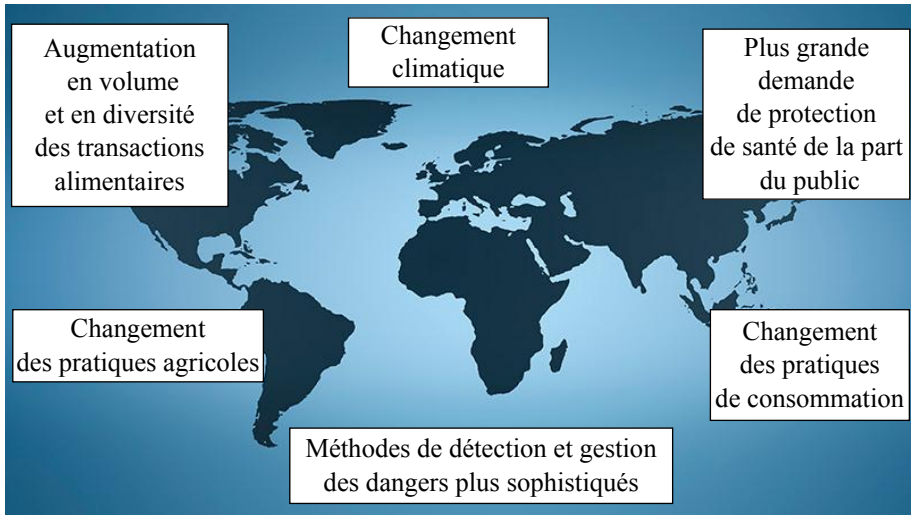 Augmentation
en volume
et en diversité
des transactions
alimentaires
Changement
climatique
Plus grande
demande
de protection
de santé de la part
du public
Changement
des pratiques agricoles
Changement
des pratiques
de consommation
Méthodes de détection et gestion
des dangers plus sophistiqués